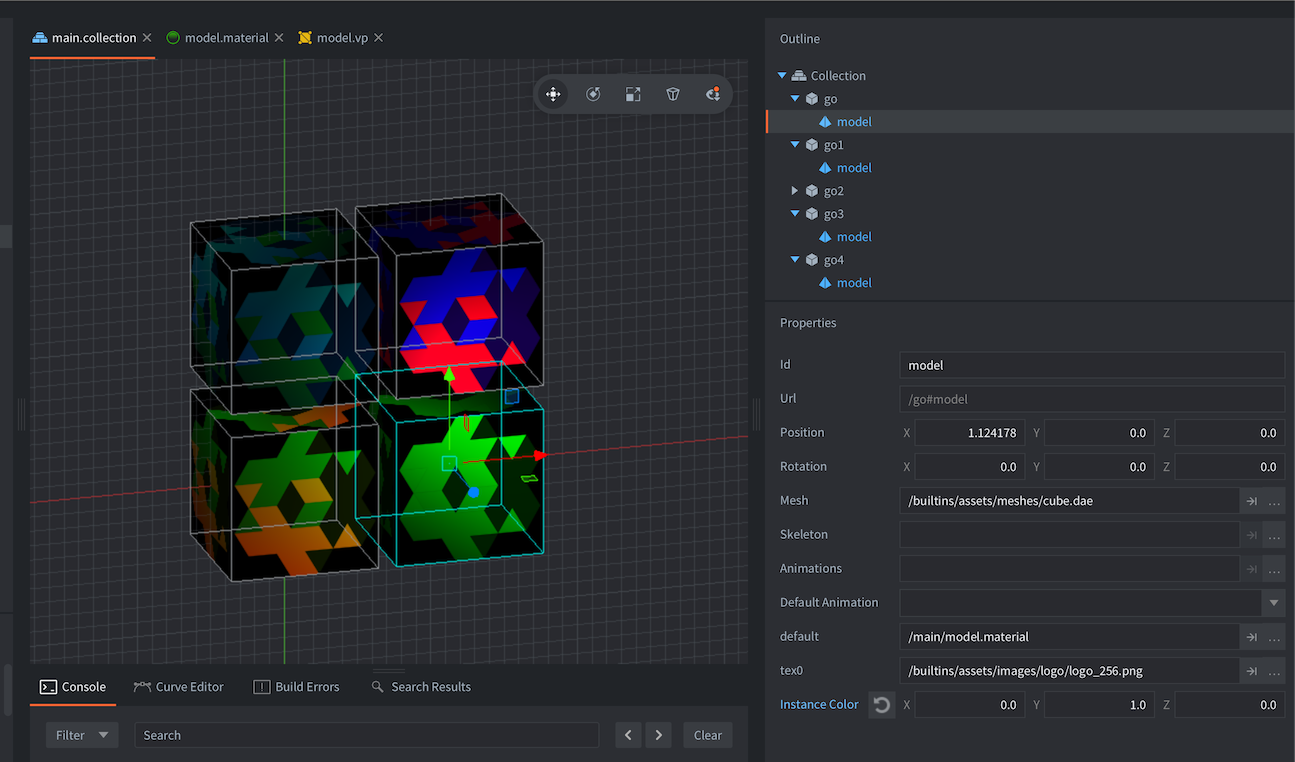 main.collection model.material model.vp
Outline
Collection
go
model
go1
model
go2
go3
model
go4
model
Properties
Id model
Url /go#model
Position X 1.124178 Y 0.0 Z 0.0
Rotation X 0.0 Y 0.0 Z 0.0
Mesh /builtins/assets/meshes/cube.dae ...
Skeleton ...
Animations ...
Default Animation
default /main/model.material ...
tex0 /builtins/assets/images/logo/logo_256.png ...
Instance Color X 0.0 Y 1.0 Z 0.0
Console Curve Editor Build Errors Search Results
Filter Search Clear